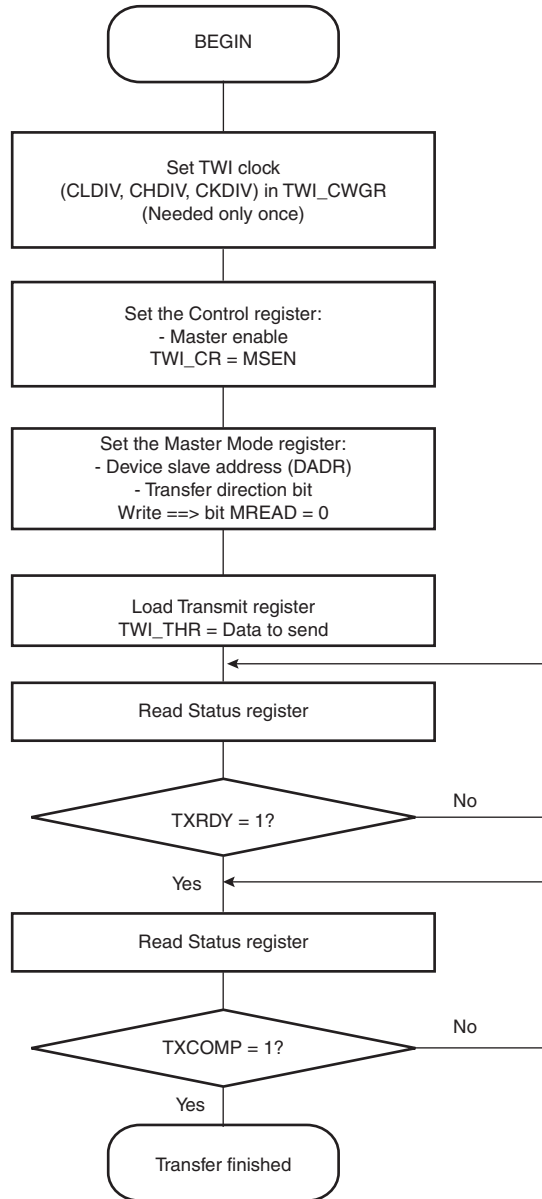 BEGIN
Set TWI clock
(CLDIV, CHDIV, CKDIV) in TWI_CWGR
(Needed only once)
Set the Control register:
- Master enable
TWI_CR = MSEN
Set the Master Mode register:
- Device slave address (DADR)
- Transfer direction bit
Write ==> bit MREAD = 0
Load Transmit register
TWI_THR = Data to send
Read Status register
TXRDY = 1?
No
Yes
Read Status register
TXCOMP = 1?
No
Yes
Transfer finished